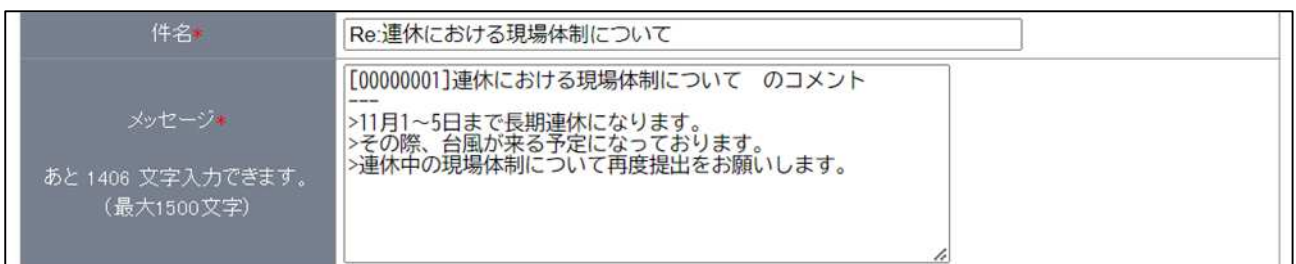 件名*
Re:連休における現場体制について
メッセージ*
あと 1406 文字入力できます。
(最大1500文字)
[00000001]連休における現場体制について　のコメント
---
>11月1～5日まで長期連休になります。
>その際、台風が来る予定になっております。
>連休中の現場体制について再度提出をお願いします。